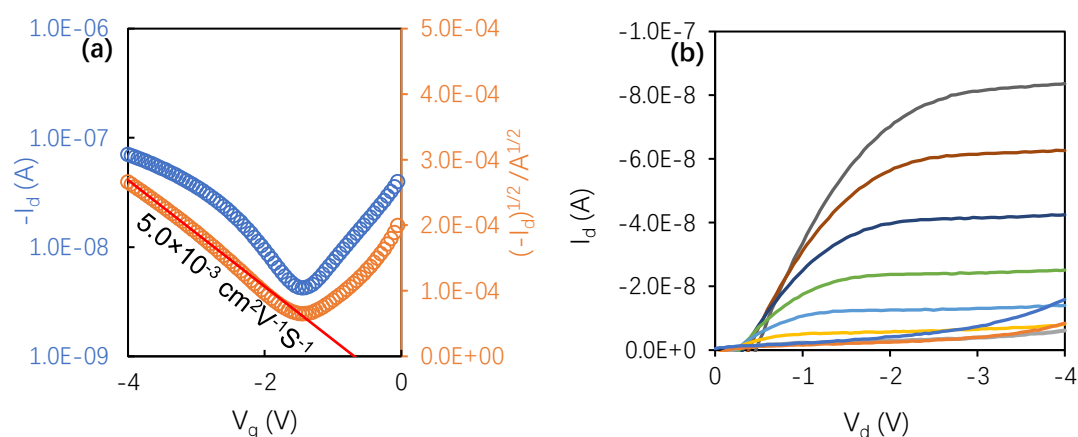 (a)
1.0E-06
1.0E-07
1.0E-08
1.0E-09
-I_d (A)
5.0E-04
4.0E-04
3.0E-04
2.0E-04
1.0E-04
0.0E+00
(-I_d)^1/2/A^1/2
5.0×10^-3 cm^2V^-1S^-1
-4
-2
0
V_g (V)
(b)
-1.0E-7
-8.0E-8
-6.0E-8
-4.0E-8
-2.0E-8
0.0E+0
I_d (A)
0
-1
-2
-3
-4
V_d (V)